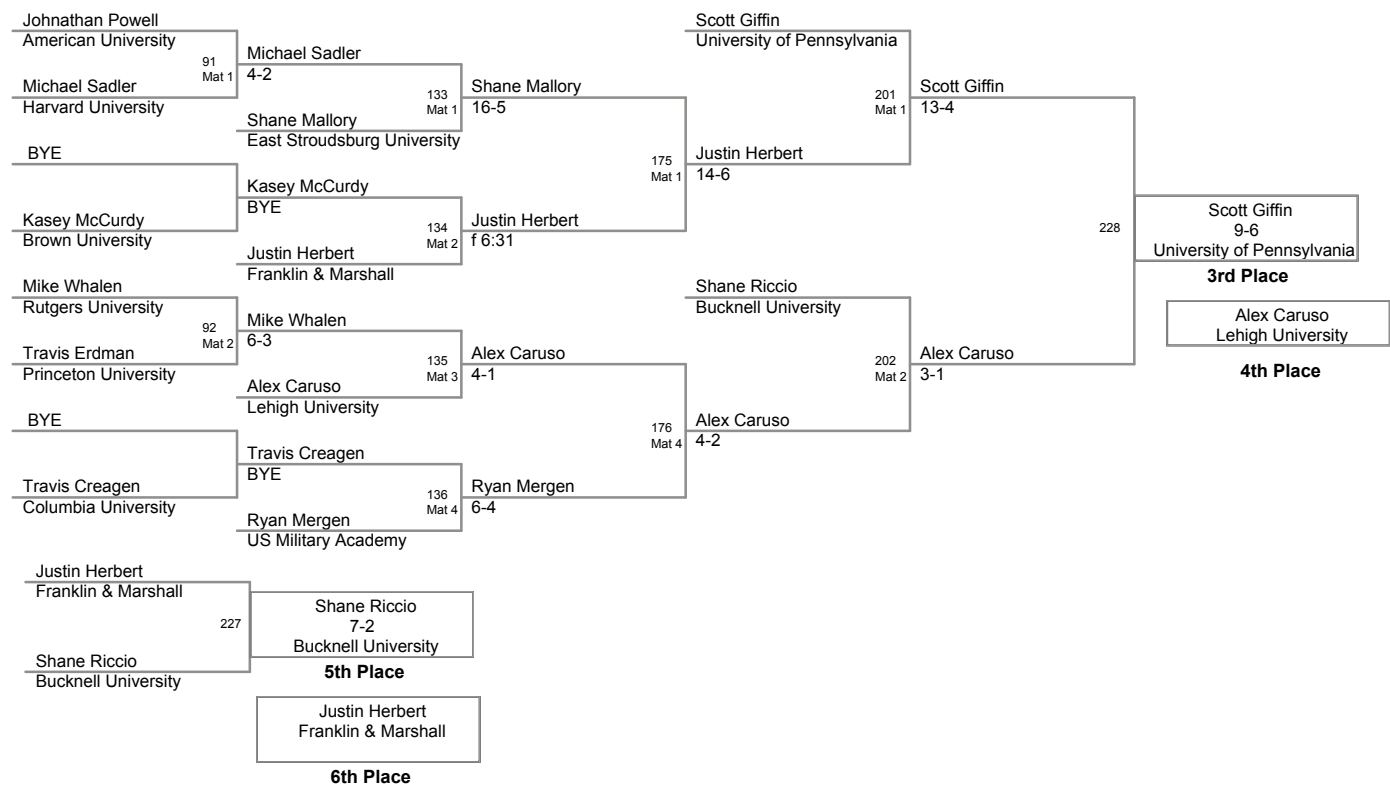 Johnathan Powell
American University
91
Mat 1
Michael Sadler
Harvard University
BYE
Kasey McCurdy
Brown University
Mike Whalen
Rutgers University
92
Mat 2
Travis Erdman
Princeton University
BYE
Travis Creagen
Columbia University
Michael Sadler
4-2
133
Mat 1
Shane Mallory
East Stroudsburg University
Kasey McCurdy
BYE
134
Mat 2
Justin Herbert
Franklin & Marshall
Mike Whalen
6-3
135
Mat 3
Alex Caruso
Lehigh University
Travis Creagen
BYE
136
Mat 4
Ryan Mergen
US Military Academy
Shane Mallory
16-5
175
Mat 1
Justin Herbert
f 6:31
Alex Caruso
4-1
176
Mat 4
Ryan Mergen
6-4
Scott Giffin
University of Pennsylvania
201
Mat 1
Justin Herbert
14-6
Shane Riccio
Bucknell University
202
Mat 2
Alex Caruso
4-2
Scott Giffin
13-4
228
Alex Caruso
3-1
Scott Giffin
9-6
University of Pennsylvania
3rd Place
Alex Caruso
Lehigh University
4th Place
Justin Herbert
Franklin & Marshall
227
Shane Riccio
Bucknell University
Shane Riccio
7-2
Bucknell University
5th Place
Justin Herbert
Franklin & Marshall
6th Place